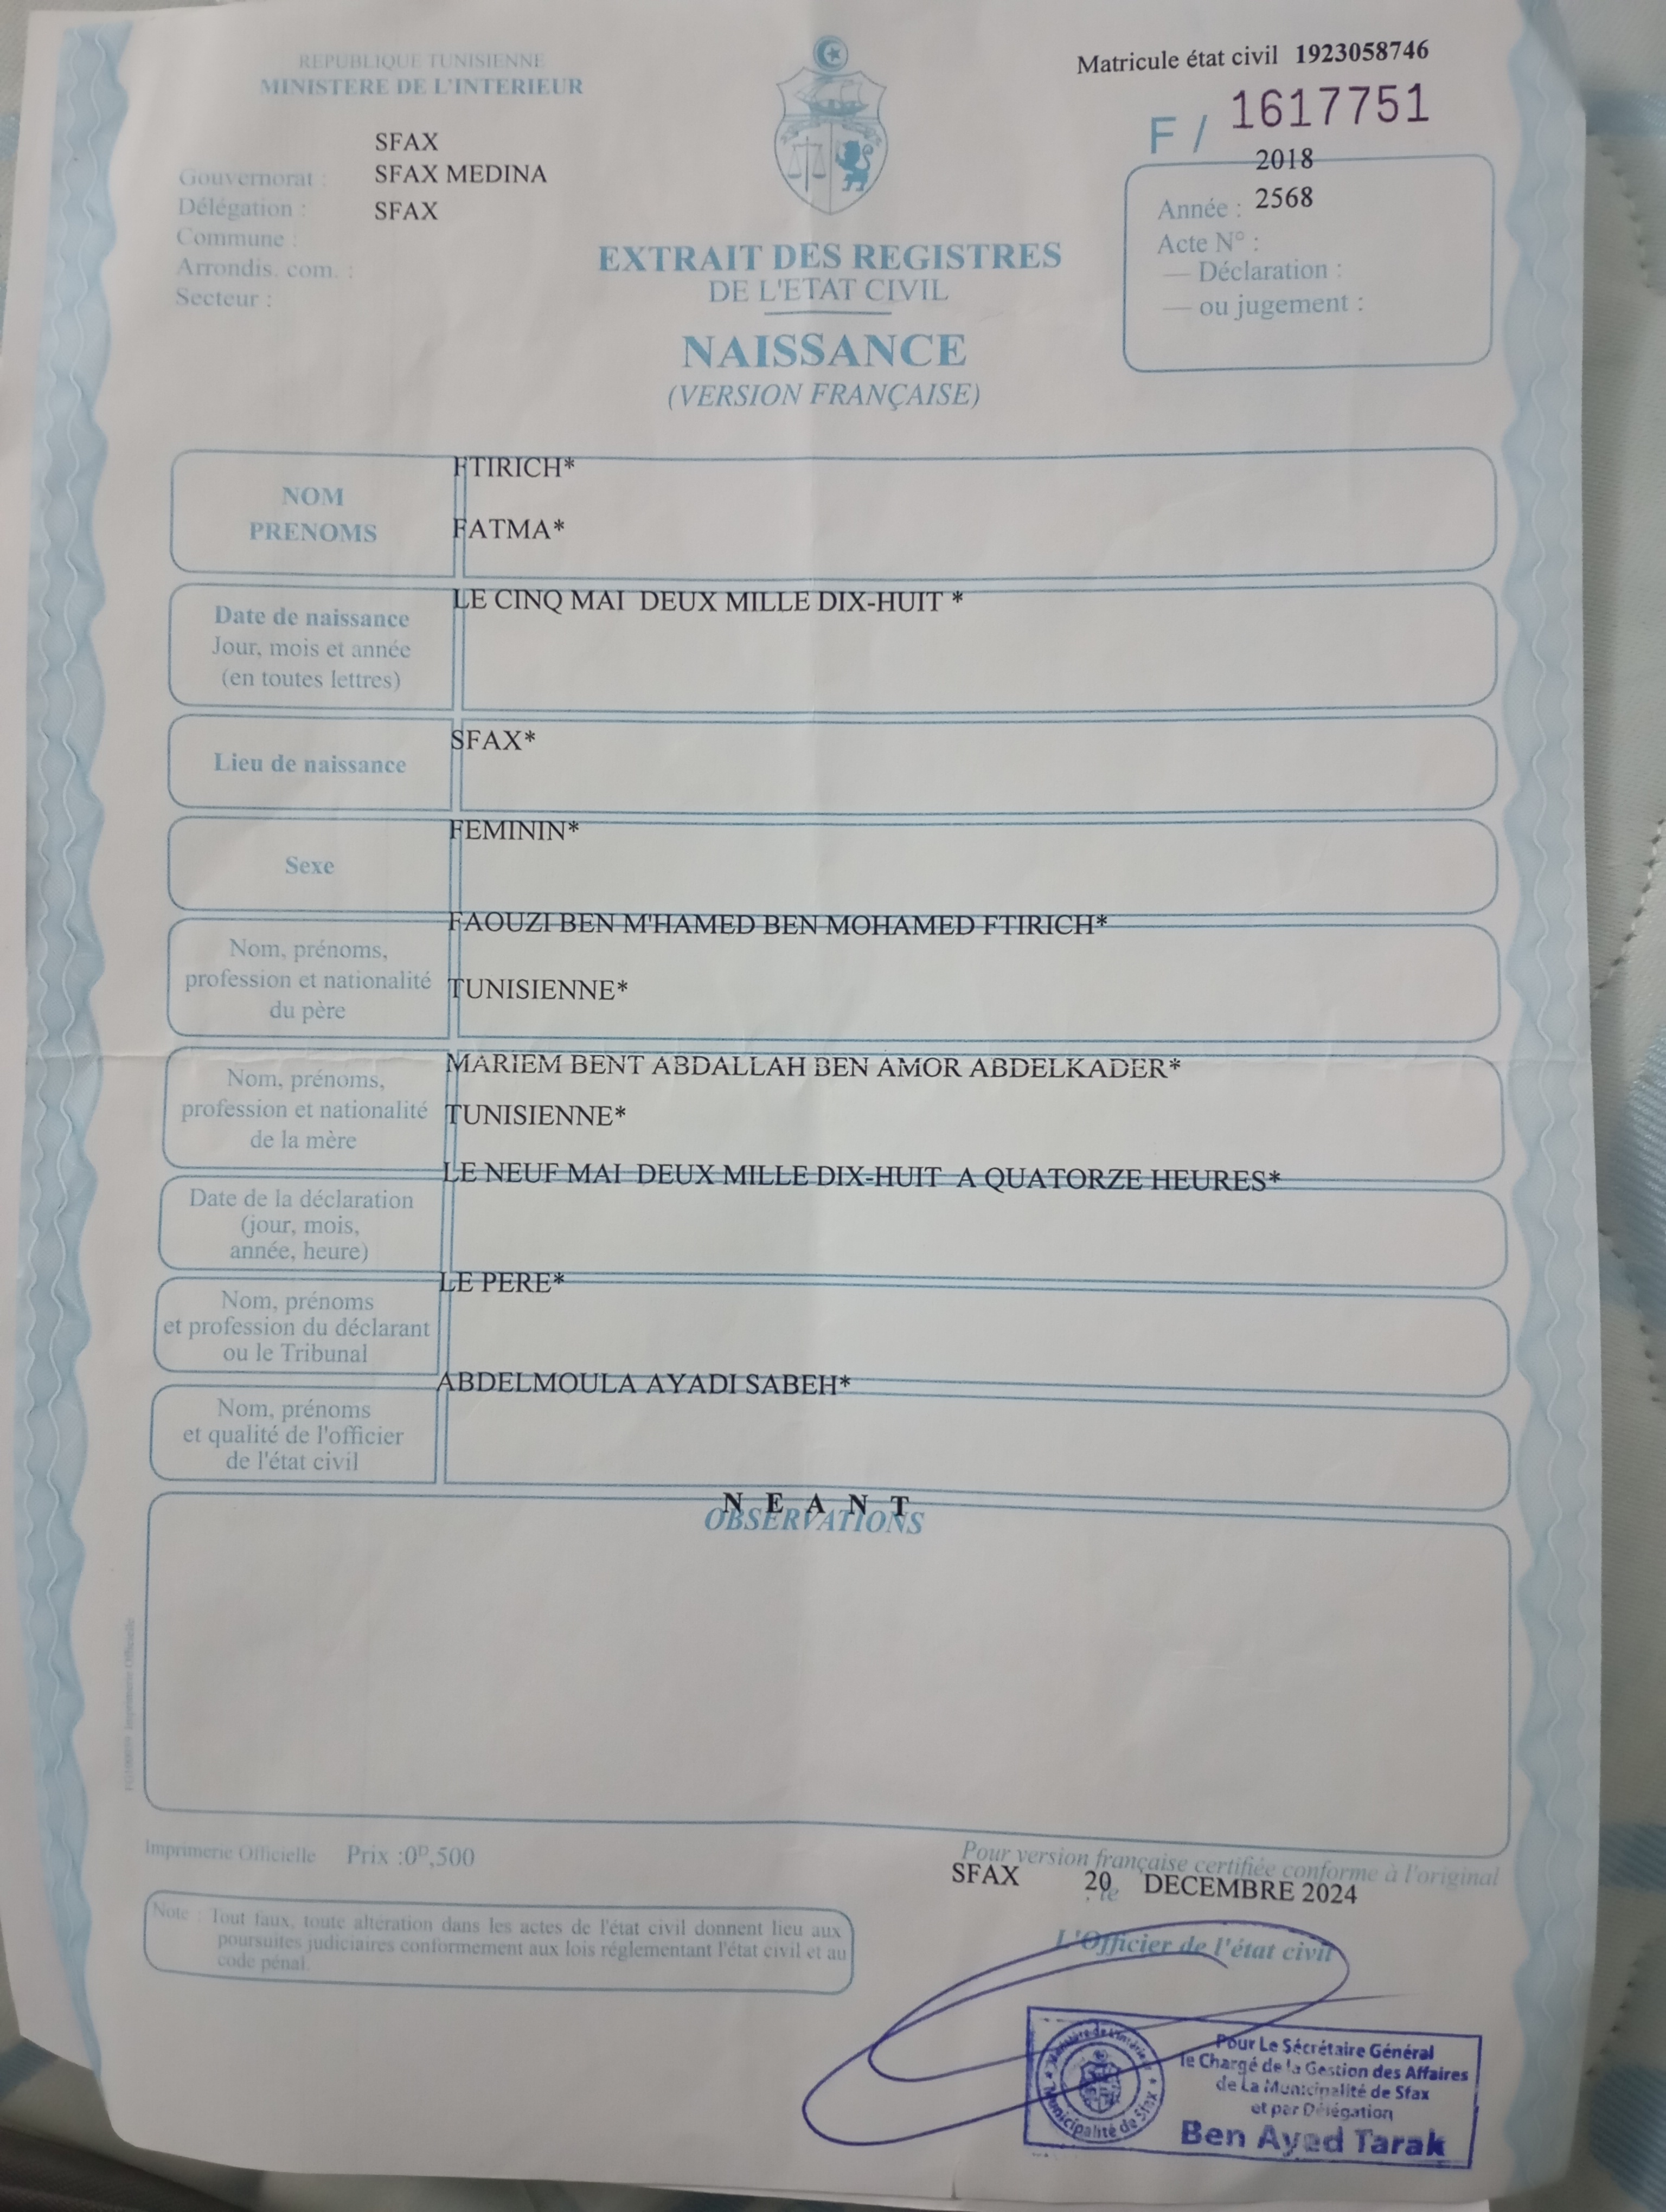 REPUBLIQUE TUNISIENNE
MINISTERE DE L'INTERIEUR
Matricule état civil 1923058746
F / 1617751
SFAX
Gouvernorat : SFAX MEDINA
Délégation : SFAX
Commune :
Arrondis. com. :
Secteur :
2018
Année : 2568
Acte N° :
— Déclaration :
— ou jugement :
EXTRAIT DES REGISTRES
DE L'ETAT CIVIL
NAISSANCE
(VERSION FRANÇAISE)
NOM
PRENOMS
FTIRICH*
FATMA*
Date de naissance
Jour, mois et année
(en toutes lettres)
LE CINQ MAI DEUX MILLE DIX-HUIT *
Lieu de naissance
SFAX*
Sexe
FEMININ*
Nom, prénoms,
profession et nationalité
du père
FAOUZI BEN M'HAMED BEN MOHAMED FTIRICH*
TUNISIENNE*
Nom, prénoms,
profession et nationalité
de la mère
MARIEM BENT ABDALLAH BEN AMOR ABDELKADER*
TUNISIENNE*
Date de la déclaration
(jour, mois,
année, heure)
LE NEUF MAI DEUX MILLE DIX-HUIT A QUATORZE HEURES*
Nom, prénoms
et profession du déclarant
ou le Tribunal
LE PERE*
Nom, prénoms
et qualité de l'officier
de l'état civil
ABDELMOULA AYADI SABEH*
N E A N T
OBSERVATIONS
Imprimerie Officielle
Imprimerie Officielle Prix :0ᴰ,500
Pour version française certifiée conforme à l'original
SFAX le 20 DECEMBRE 2024
Note : Tout faux, toute altération dans les actes de l'état civil donnent lieu aux
poursuites judiciaires conformement aux lois réglementant l'état civil et au
code pénal.
L'Officier de l'état civil
Ministère de l'Intérieur
Municipalité de Sfax
Pour Le Sécrétaire Général
le Chargé de la Gestion des Affaires
de La Municipalité de Sfax
et par Délégation
Ben Ayed Tarak